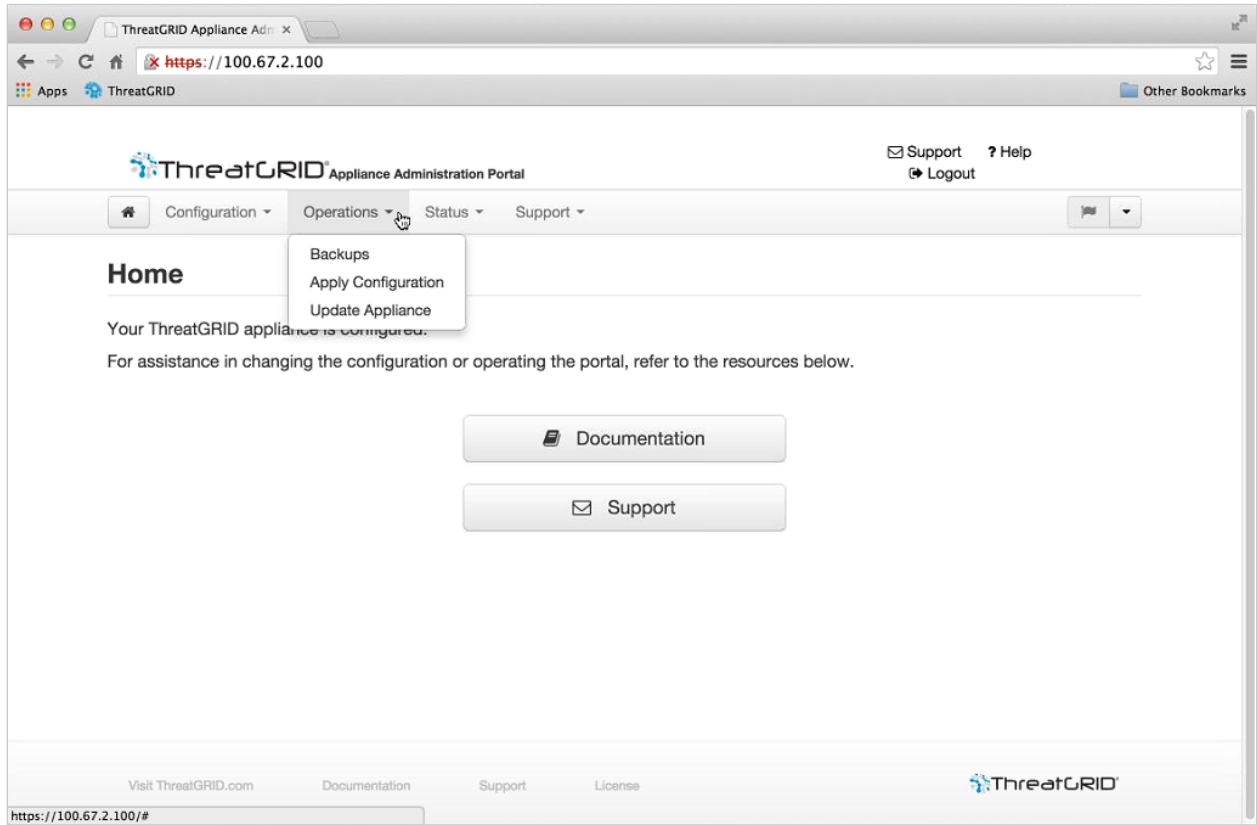 ThreatGRID Appliance Adm
https://100.67.2.100
Apps ThreatGRID Other Bookmarks
ThreatGRID® Appliance Administration Portal
Support ? Help
Logout
Configuration Operations Status Support
Backups
Apply Configuration
Update Appliance
Home
Your ThreatGRID appliance is configured.
For assistance in changing the configuration or operating the portal, refer to the resources below.
Documentation
Support
Visit ThreatGRID.com Documentation Support License
ThreatGRID®
https://100.67.2.100/#